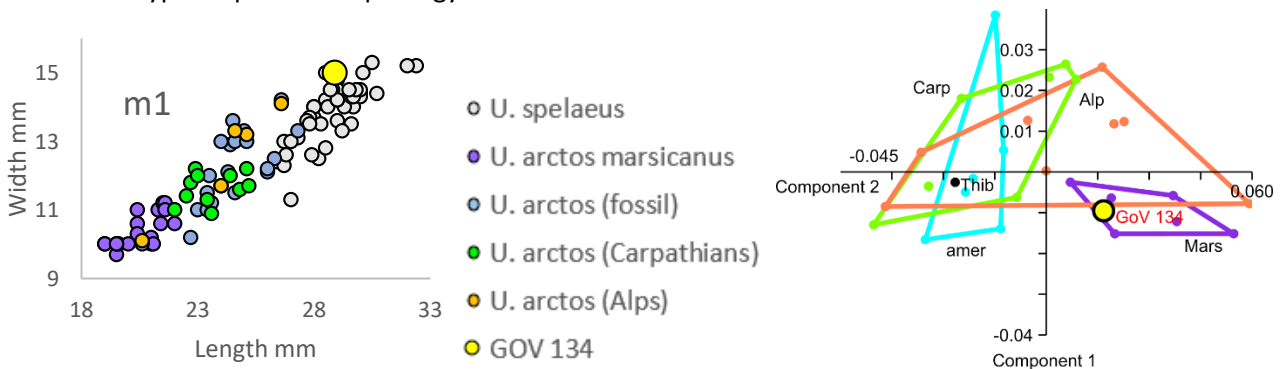 15
13
11
9
Width mm
m1
18
23
28
33
Length mm
U. spelaeus
U. arctos marsicanus
U. arctos (fossil)
U. arctos (Carpathians)
U. arctos (Alps)
GOV 134
0.03
0.02
0.01
Carp
Alp
-0.045
Component 2
Thib
0.060
GoV 134
amer
Mars
-0.04
Component 1